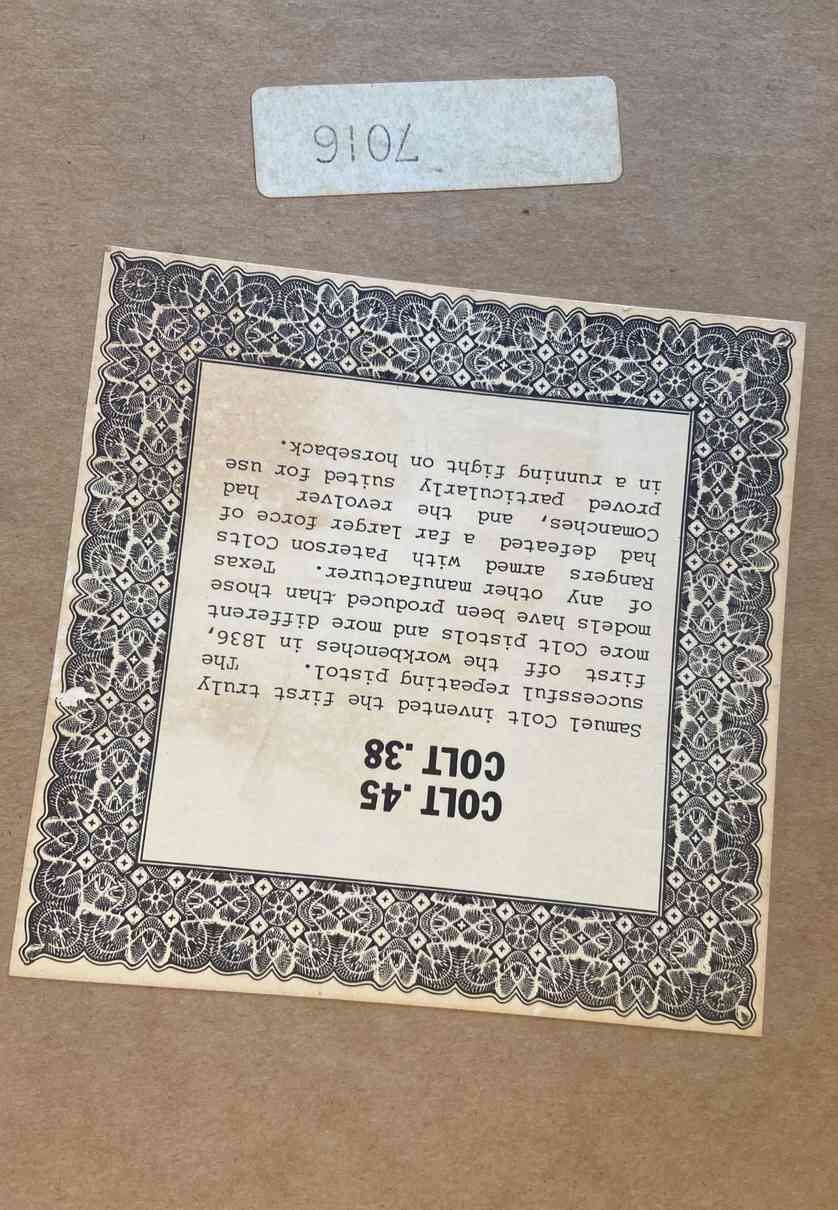 COLT .45
COLT .38
Samuel Colt invented the first truly
successful repeating pistol. The
first off the workbenches in 1836,
more Colt pistols and more different
models have been produced than those
of any other manufacturer. Texas
Rangers armed with Paterson Colts
had defeated a far larger force of
Comanches, and the revolver had
proved particularly suited for use
in a running fight on horseback.
7016